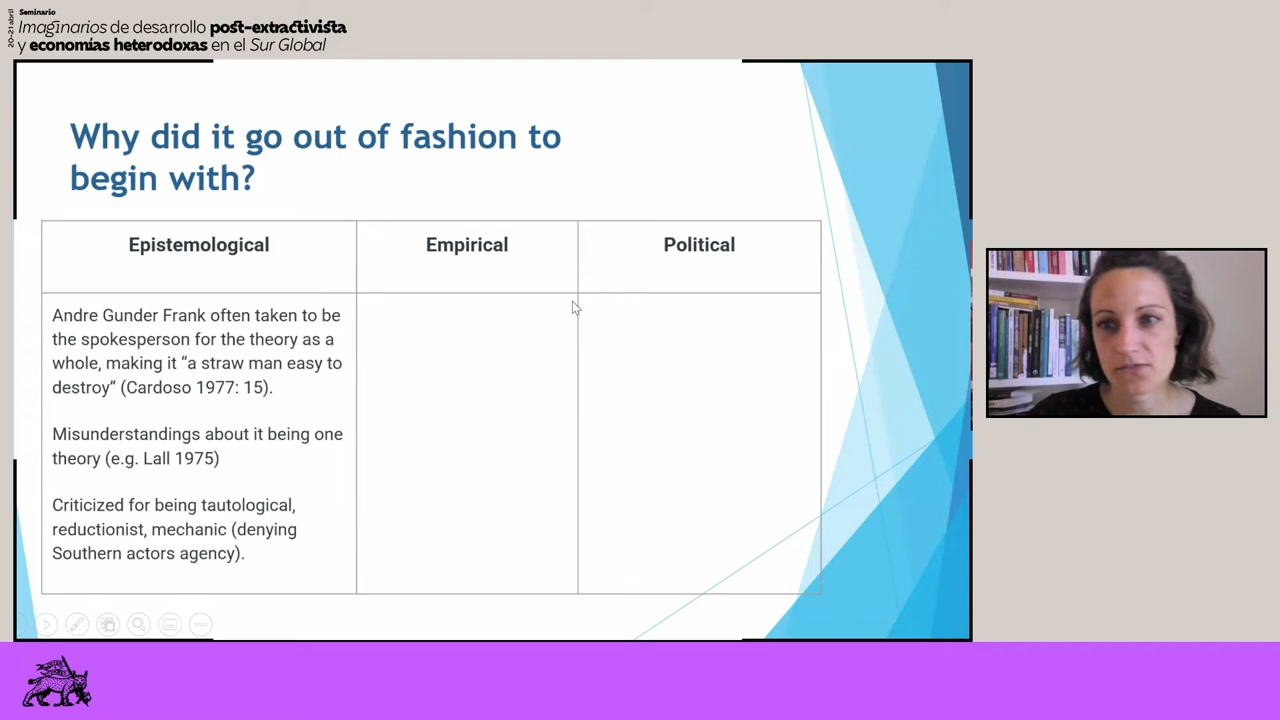 20–21 abril
Seminario
Imaginarios de desarrollo post-extractivista
y economías heterodoxas en el Sur Global
Why did it go out of fashion to
begin with?
Epistemological
Empirical
Political
Andre Gunder Frank often taken to be
the spokesperson for the theory as a
whole, making it “a straw man easy to
destroy” (Cardoso 1977: 15).
Misunderstandings about it being one
theory (e.g. Lall 1975)
Criticized for being tautological,
reductionist, mechanic (denying
Southern actors agency).